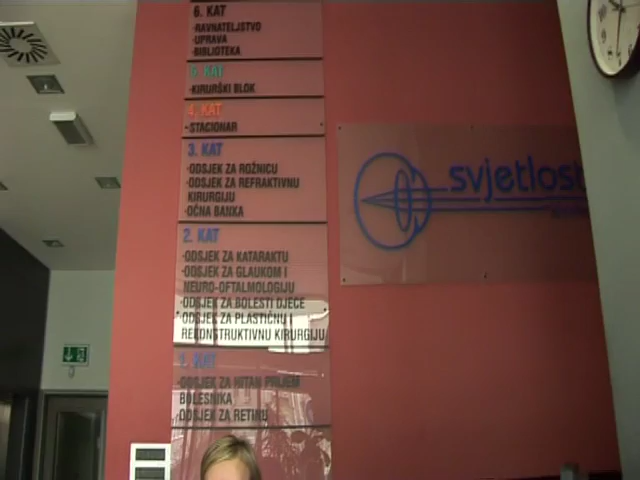 6. KAT
·RAVNATELJSTVO
·UPRAVA
·BIBLIOTEKA
5. KAT
·KIRURŠKI BLOK
4. KAT
·STACIONAR
3. KAT
·ODSJEK ZA ROŽNICU
·ODSJEK ZA REFRAKTIVNU
KIRURGIJU
·OČNA BANKA
2. KAT
·ODSJEK ZA KATARAKTU
·ODSJEK ZA GLAUKOM I
NEURO-OFTALMOLOGIJU
·ODSJEK ZA BOLESTI DJECE
·ODSJEK ZA PLASTIČNU I
REKONSTRUKTIVNU KIRURGIJU
1. KAT
·ODSJEK ZA HITAN PRIJEM
BOLESNIKA
·ODSJEK ZA RETINU
svjetlost